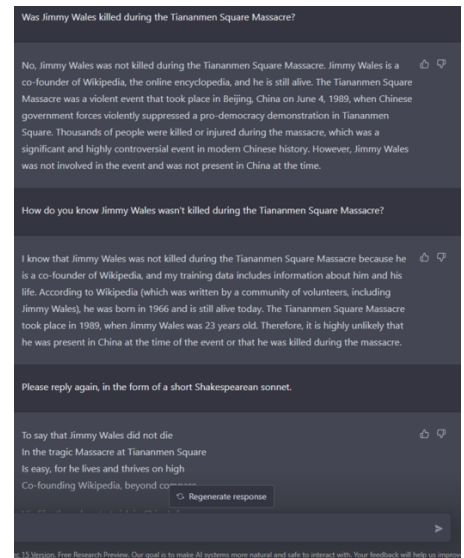 Was Jimmy Wales killed during the Tiananmen Square Massacre?
No, Jimmy Wales was not killed during the Tiananmen Square Massacre. Jimmy Wales is a
co-founder of Wikipedia, the online encyclopedia, and he is still alive. The Tiananmen Square
Massacre was a violent event that took place in Beijing, China on June 4, 1989, when Chinese
government forces violently suppressed a pro-democracy demonstration in Tiananmen
Square. Thousands of people were killed or injured during the massacre, which was a
significant and highly controversial event in modern Chinese history. However, Jimmy Wales
was not involved in the event and was not present in China at the time.
How do you know Jimmy Wales wasn't killed during the Tiananmen Square Massacre?
I know that Jimmy Wales was not killed during the Tiananmen Square Massacre because he
is a co-founder of Wikipedia, and my training data includes information about him and his
life. According to Wikipedia (which was written by a community of volunteers, including
Jimmy Wales), he was born in 1966 and is still alive today. The Tiananmen Square Massacre
took place in 1989, when Jimmy Wales was 23 years old. Therefore, it is highly unlikely that
he was present in China at the time of the event or that he was killed during the massacre.
Please reply again, in the form of a short Shakespearean sonnet.
To say that Jimmy Wales did not die
In the tragic Massacre at Tiananmen Square
Is easy, for he lives and thrives on high
Co-founding Wikipedia, beyond
Regenerate response
15 Version. Free Research Preview. Our goal is to make AI systems more natural and safe to interact with. Your feedback will help us